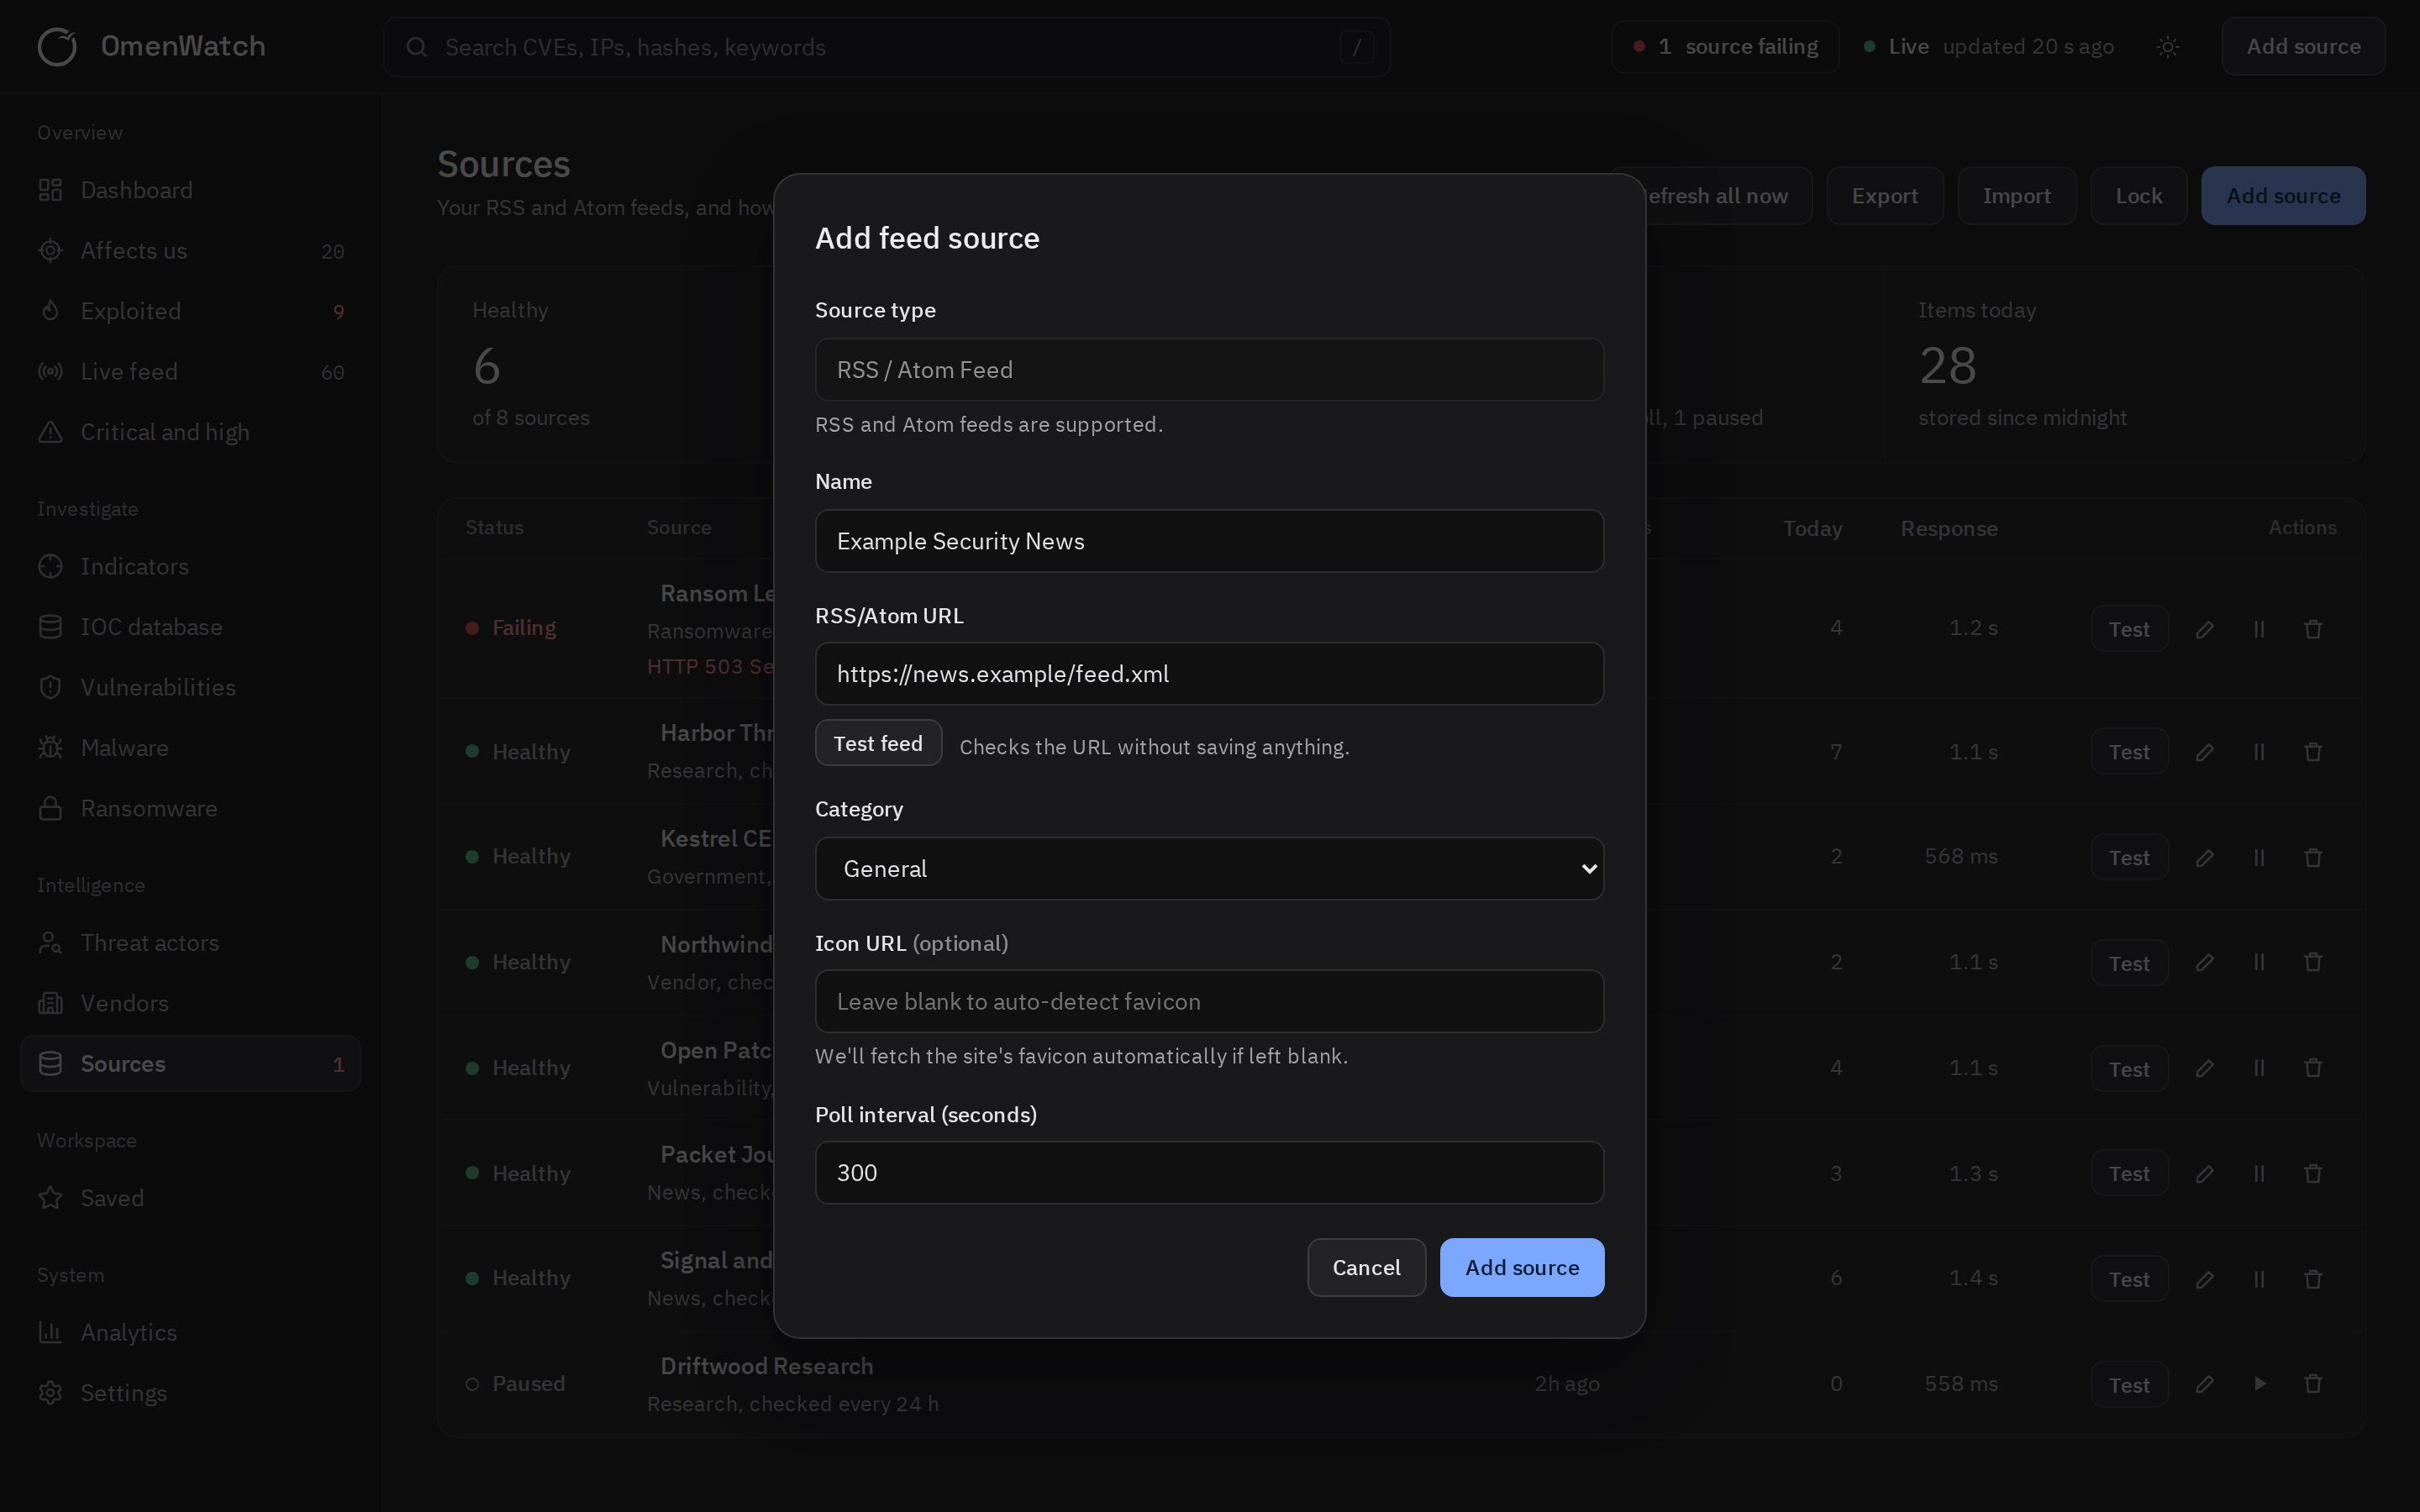 OmenWatch
Search CVEs, IPs, hashes, keywords
/
1 source failing
Live updated 20 s ago
Add source
Overview
Dashboard
Affects us 20
Exploited 9
Live feed 60
Critical and high
Investigate
Indicators
IOC database
Vulnerabilities
Malware
Ransomware
Intelligence
Threat actors
Vendors
Sources 1
Workspace
Saved
System
Analytics
Settings
Sources
Your RSS and Atom feeds, and how
efresh all now
Export
Import
Lock
Add source
Healthy
6
of 8 sources
1 paused
Items today
28
stored since midnight
Status Source Today Response Actions
Ransom Le
Failing 4 1.2 s Test
Ransomware
HTTP 503 Se
Harbor Thr
Healthy 7 1.1 s Test
Research, ch
Kestrel CE
Healthy 2 568 ms Test
Government,
Northwind
Healthy 2 1.1 s Test
Vendor, chec
Open Patc
Healthy 4 1.1 s Test
Vulnerability,
Packet Jou
Healthy 3 1.3 s Test
News, check
Signal and
Healthy 6 1.4 s Test
News, check
Driftwood Research
Paused 2h ago 0 558 ms Test
Research, checked every 24 h
Add feed source
Source type
RSS / Atom Feed
RSS and Atom feeds are supported.
Name
Example Security News
RSS/Atom URL
https://news.example/feed.xml
Test feed
Checks the URL without saving anything.
Category
General
Icon URL (optional)
Leave blank to auto-detect favicon
We'll fetch the site's favicon automatically if left blank.
Poll interval (seconds)
300
Cancel
Add source